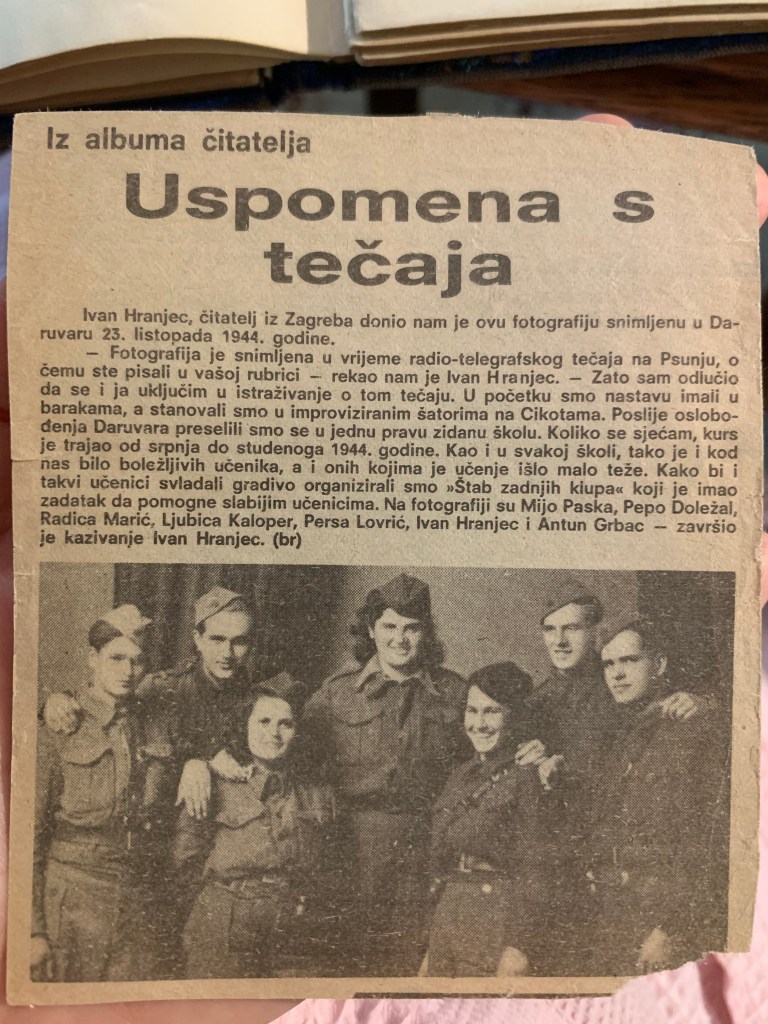 Iz albuma čitatelja
Uspomena s
tečaja
Ivan Hranjec, čitatelj iz Zagreba donio nam je ovu fotografiju snimljenu u Da-
ruvaru 23. listopada 1944. godine.
— Fotografija je snimljena u vrijeme radio-telegrafskog tečaja na Psunju, o
čemu ste pisali u vašoj rubrici — rekao nam je Ivan Hranjec. — Zato sam odlučio
da se i ja uključim u istraživanje o tom tečaju. U početku smo nastavu imali u
barakama, a stanovali smo u improviziranim šatorima na Cikotama. Poslije oslobo-
đenja Daruvara preselili smo se u jednu pravu zidanu školu. Koliko se sjećam, kurs
je trajao od srpnja do studenoga 1944. godine. Kao i u svakoj školi, tako je i kod
nas bilo boležljivih učenika, a i onih kojima je učenje išlo malo teže. Kako bi i
takvi učenici svladali gradivo organizirali smo »Štab zadnjih klupa« koji je imao
zadatak da pomogne slabijim učenicima. Na fotografiji su Mijo Paska, Pepo Doležal,
Radica Marić, Ljubica Kaloper, Persa Lovrić, Ivan Hranjec i Antun Grbac — završio
je kazivanje Ivan Hranjec. (br)